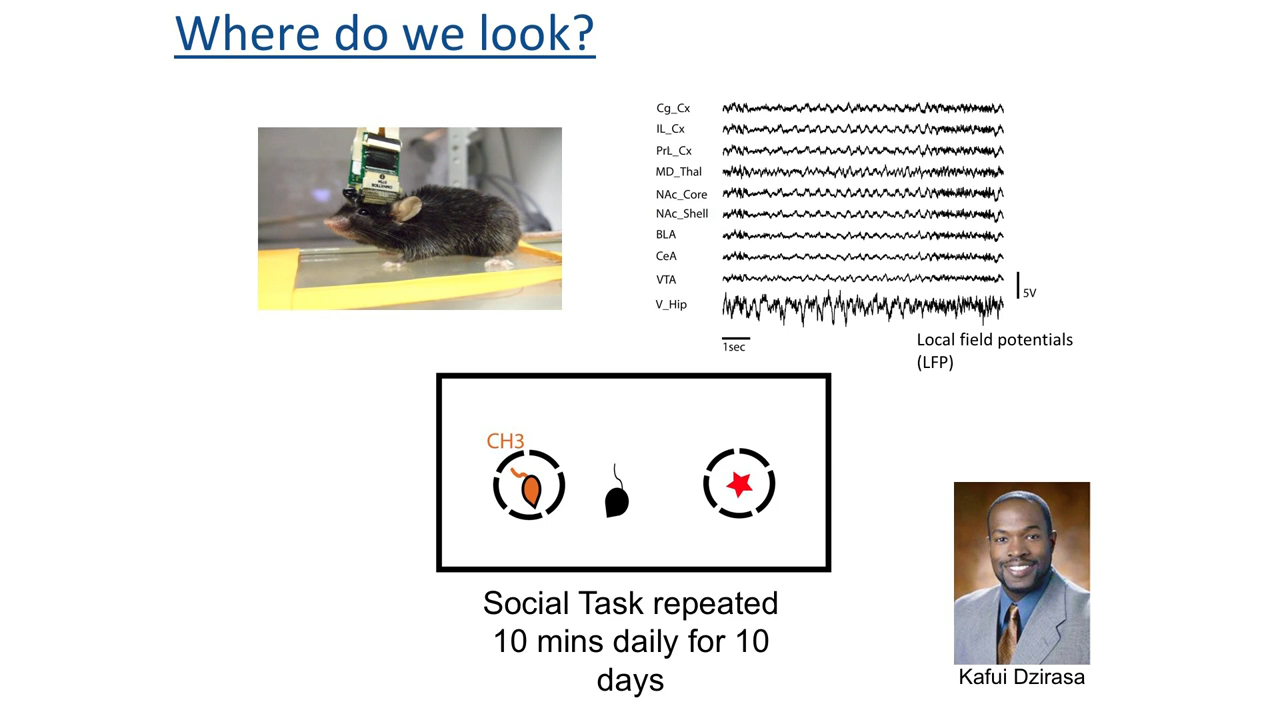 Where do we look?
Cg_Cx
IL_Cx
PrL_Cx
MD_Thal
NAc_Core
NAc_Shell
BLA
CeA
VTA
V_Hip
5V
1sec
Local field potentials
(LFP)
CH3
Social Task repeated
10 mins daily for 10
days
Kafui Dzirasa